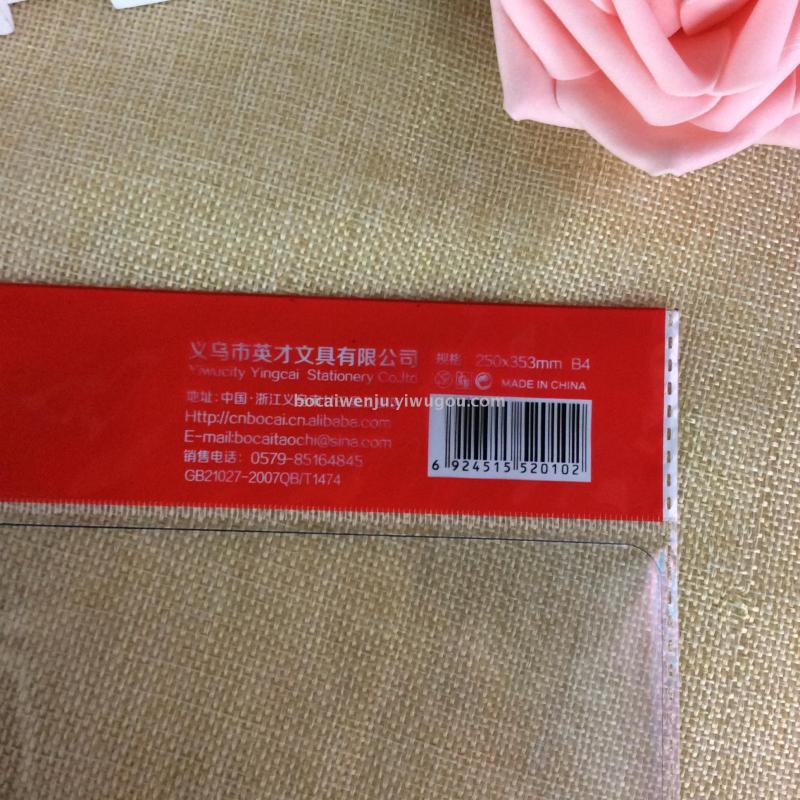 义乌市英才文具有限公司
Yiwucity Yingcai Stationery Co.,ltd
地址:中国·浙江义乌
bocaiwenju.yiwugou.com
Http://cnbocai.cn.alibaba.com
E-mail:bocaitaochi@sina.com
销售电话:0579-85164845
GB21027-2007QB/T1474
规格 250x353mm B4
MADE IN CHINA
6 924515 520102